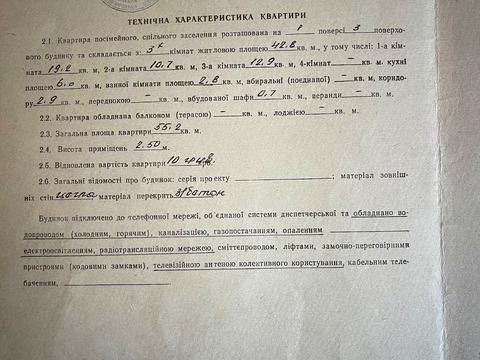 ТЕХНІЧНА ХАРАКТЕРИСТИКА КВАРТИРИ
2.1. Квартира посімейного, спільного заселення розташована на 1 поверсі 3 поверхо-
вого будинку та складається з 3х кімнат житловою площею 42.8 кв. м., у тому числі: 1-а кім-
ната 19.2 кв. м, 2-а кімната 10.7 кв. м, 3-а кімната 12.9 кв. м, 4-кімнат — кв. м. кухні
площею 6.0 кв. м, ванної кімнати площею 2.8 кв. м, вбиральні (поєднаної) — кв. м, коридо-
ру 2.9 кв. м, передпокою — кв. м., вбудованої шафи 0.7 кв. м., веранди — кв. м.
2.2. Квартира обладнана балконом (терасою) — кв. м., лоджією — кв. м.
2.3. Загальна площа квартири 55.2 кв. м.
2.4. Висота приміщень 2.50 м.
2.5. Відновлена вартість квартири 10
2.6. Загальні відомості про будинок: серія проекту ; матеріал зовніш-
ніх стін цегла матеріал перекрить з/бетон
Будинок підключено до телефонної мережі, об'єднаної системи диспетчерської та обладнано во-
допроводом (холодним, горячим), каналізацією, газопостачанням, опаленням
електроосвітленням, радіотрансляційною мережею, сміттєпроводом, ліфтами, замочно-переговірними
пристроями (кодовими замками), телевізійною антеною колективного користування, кабельним теле-
баченням,